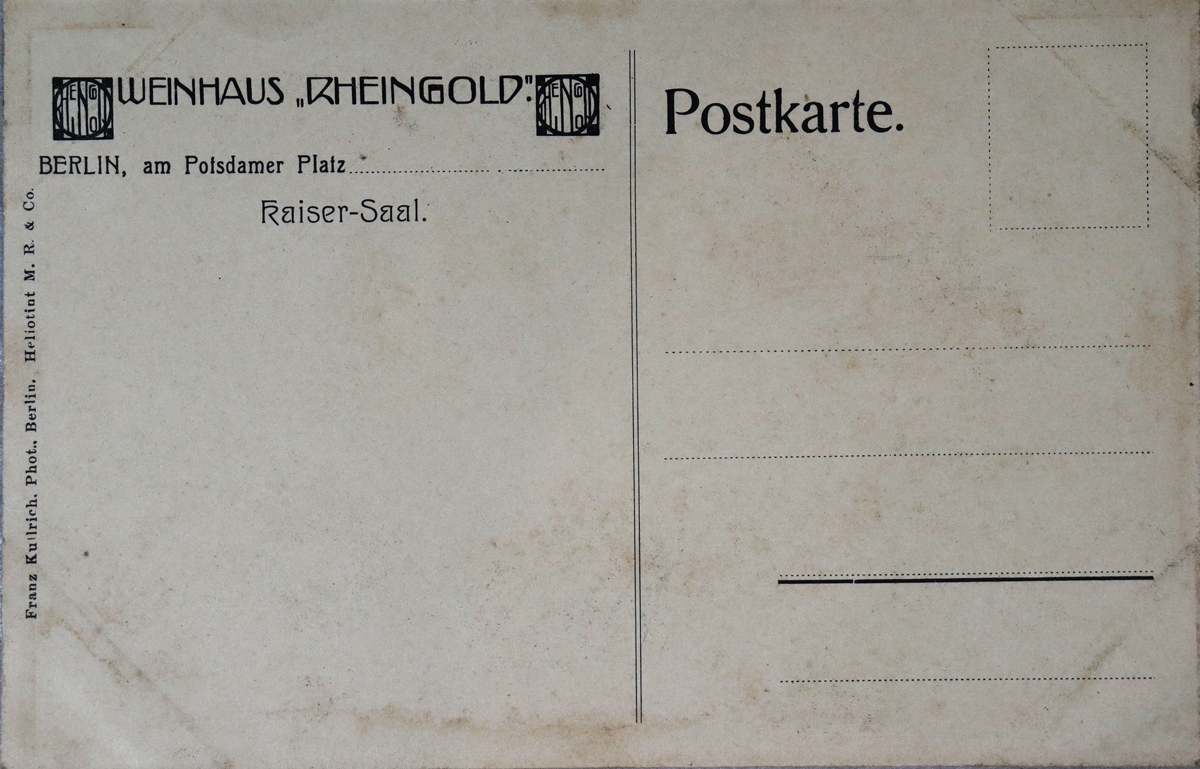 WEINHAUS „RHEINGOLD".
BERLIN, am Potsdamer Platz
Kaiser-Saal.
Franz Kullrich, Phot., Berlin. Heliotint M. R. & Co.
Postkarte.